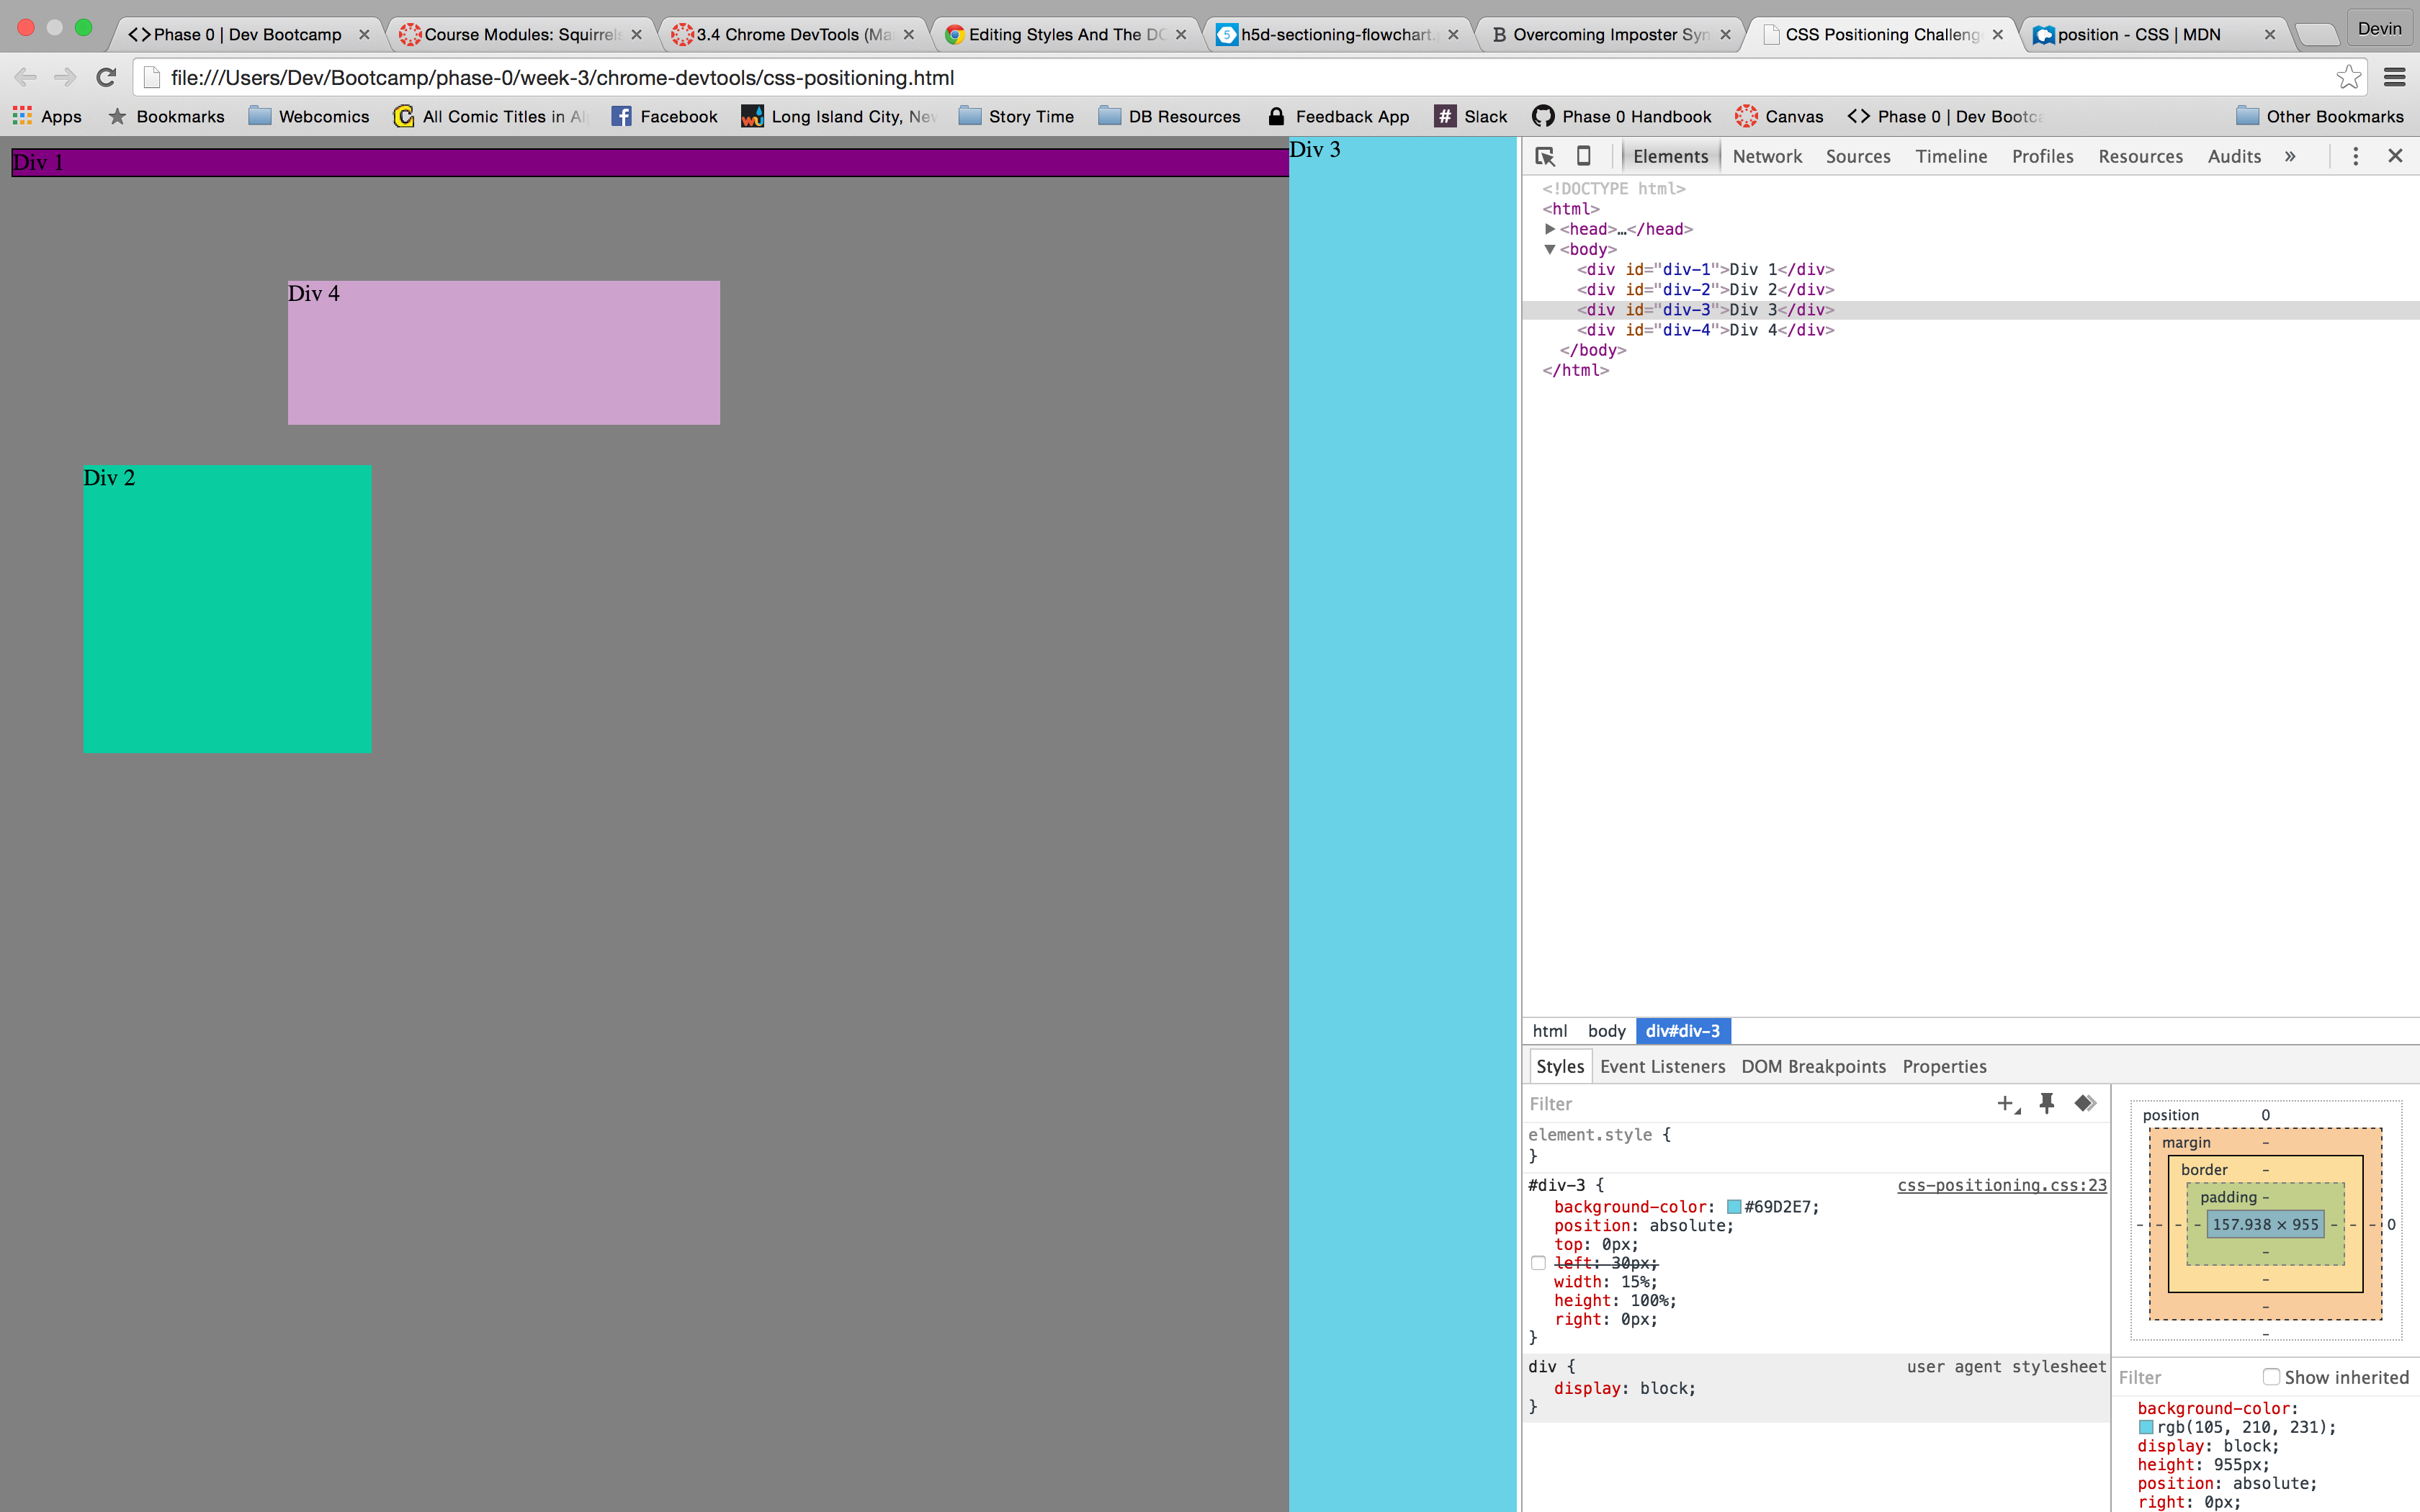 <> Phase 0 | Dev Bootcamp
Course Modules: Squirrels
3.4 Chrome DevTools (Ma
Editing Styles And The DO
5 h5d-sectioning-flowchart.
B Overcoming Imposter Syn
CSS Positioning Challeng
position - CSS | MDN
Devin
file:///Users/Dev/Bootcamp/phase-0/week-3/chrome-devtools/css-positioning.html
Apps Bookmarks Webcomics All Comic Titles in Al Facebook Long Island City, New Story Time DB Resources Feedback App # Slack Phase 0 Handbook Canvas <> Phase 0 | Dev Bootca Other Bookmarks
Div 1
Div 3
Div 4
Div 2
Elements Network Sources Timeline Profiles Resources Audits »
<!DOCTYPE html>
<html>
<head>…</head>
<body>
<div id="div-1">Div 1</div>
<div id="div-2">Div 2</div>
<div id="div-3">Div 3</div>
<div id="div-4">Div 4</div>
</body>
</html>
html body div#div-3
Styles Event Listeners DOM Breakpoints Properties
Filter
element.style {
}
#div-3 { css-positioning.css:23
background-color: #69D2E7;
position: absolute;
top: 0px;
left: 30px;
width: 15%;
height: 100%;
right: 0px;
}
div { user agent stylesheet
display: block;
}
position 0
margin –
border –
padding –
– – – – 157.938 × 955 – – – 0
–
–
–
–
Filter Show inherited
background-color:
rgb(105, 210, 231);
display: block;
height: 955px;
position: absolute;
right: 0px;